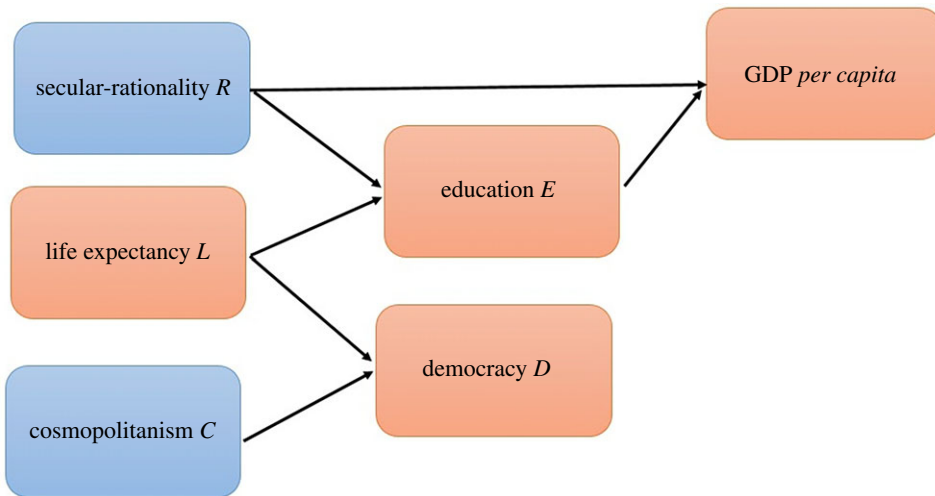 secular-rationality R
GDP per capita
education E
life expectancy L
democracy D
cosmopolitanism C